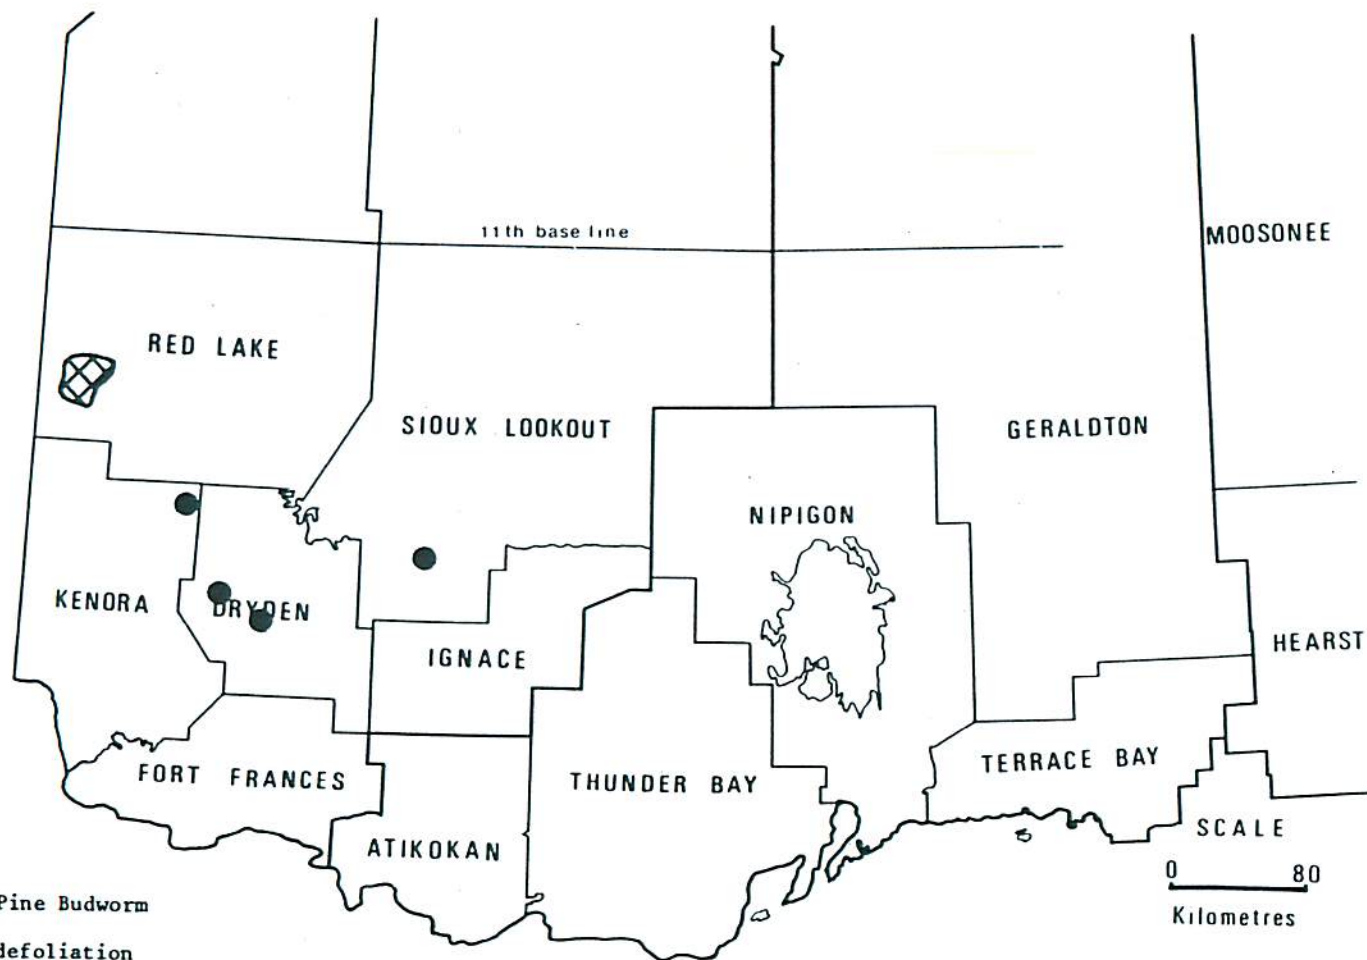 11th base line
MOOSONEE
RED LAKE
SIOUX LOOKOUT
GERALDTON
NIPIGON
KENORA
DRYDEN
HEARST
IGNACE
FORT FRANCES
THUNDER BAY
TERRACE BAY
ATIKOKAN
SCALE
0 80
Kilometres
Pine Budworm
defoliation